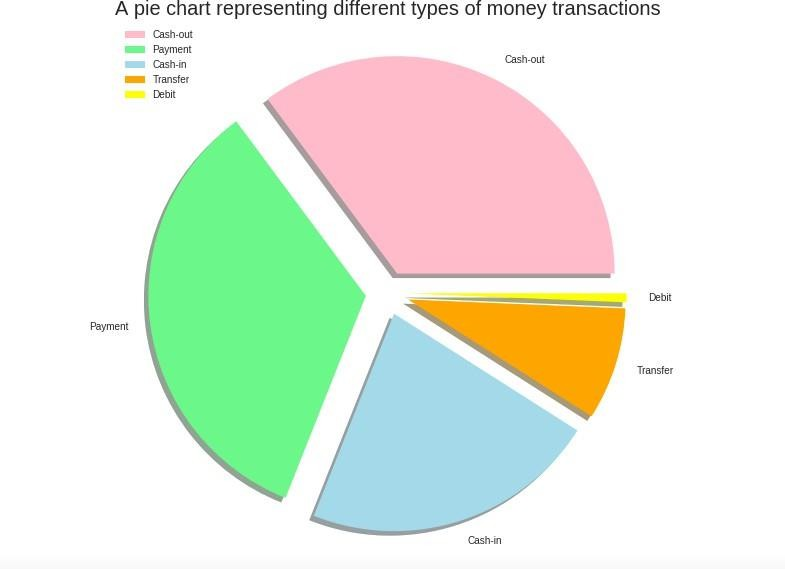 A pie chart representing different types of money transactions
Cash-out
Payment
Cash-in
Transfer
Debit
Cash-out
Debit
Payment
Transfer
Cash-in